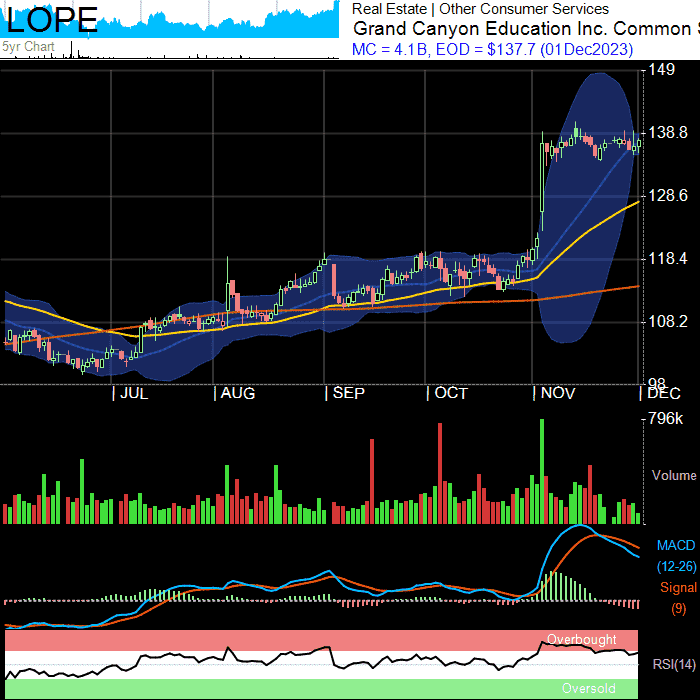 LOPE
Real Estate | Other Consumer Services
Grand Canyon Education Inc. Common S
5yr Chart
MC = 4.1B, EOD = $137.7 (01Dec2023)
149
138.8
128.6
118.4
108.2
98
JUL AUG SEP OCT NOV DEC
796k
Volume
MACD
(12-26)
Signal
(9)
Overbought
RSI(14)
Oversold